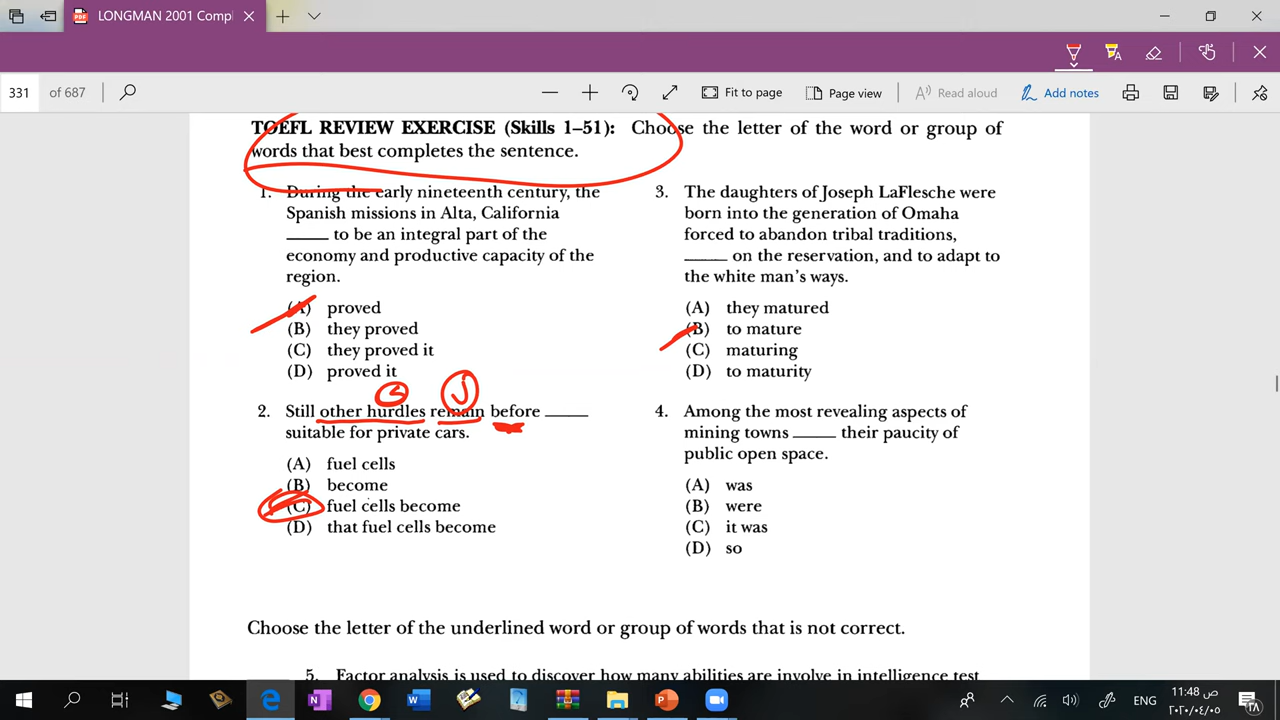 LONGMAN 2001 Compl
331 of 687
Fit to page
Page view
Read aloud
Add notes
TOEFL REVIEW EXERCISE (Skills 1–51): Choose the letter of the word or group of
words that best completes the sentence.
1. During the early nineteenth century, the
Spanish missions in Alta, California
_____ to be an integral part of the
economy and productive capacity of the
region.
(A) proved
(B) they proved
(C) they proved it
(D) proved it
2. Still other hurdles remain before _____
suitable for private cars.
(A) fuel cells
(B) become
(C) fuel cells become
(D) that fuel cells become
3. The daughters of Joseph LaFlesche were
born into the generation of Omaha
forced to abandon tribal traditions,
_____ on the reservation, and to adapt to
the white man's ways.
(A) they matured
(B) to mature
(C) maturing
(D) to maturity
4. Among the most revealing aspects of
mining towns _____ their paucity of
public open space.
(A) was
(B) were
(C) it was
(D) so
Choose the letter of the underlined word or group of words that is not correct.
5. Factor analysis is used to discover how many abilities are involve in intelligence test
ENG
11:48 ص
٢٠٢٠/٠٤/٠٥